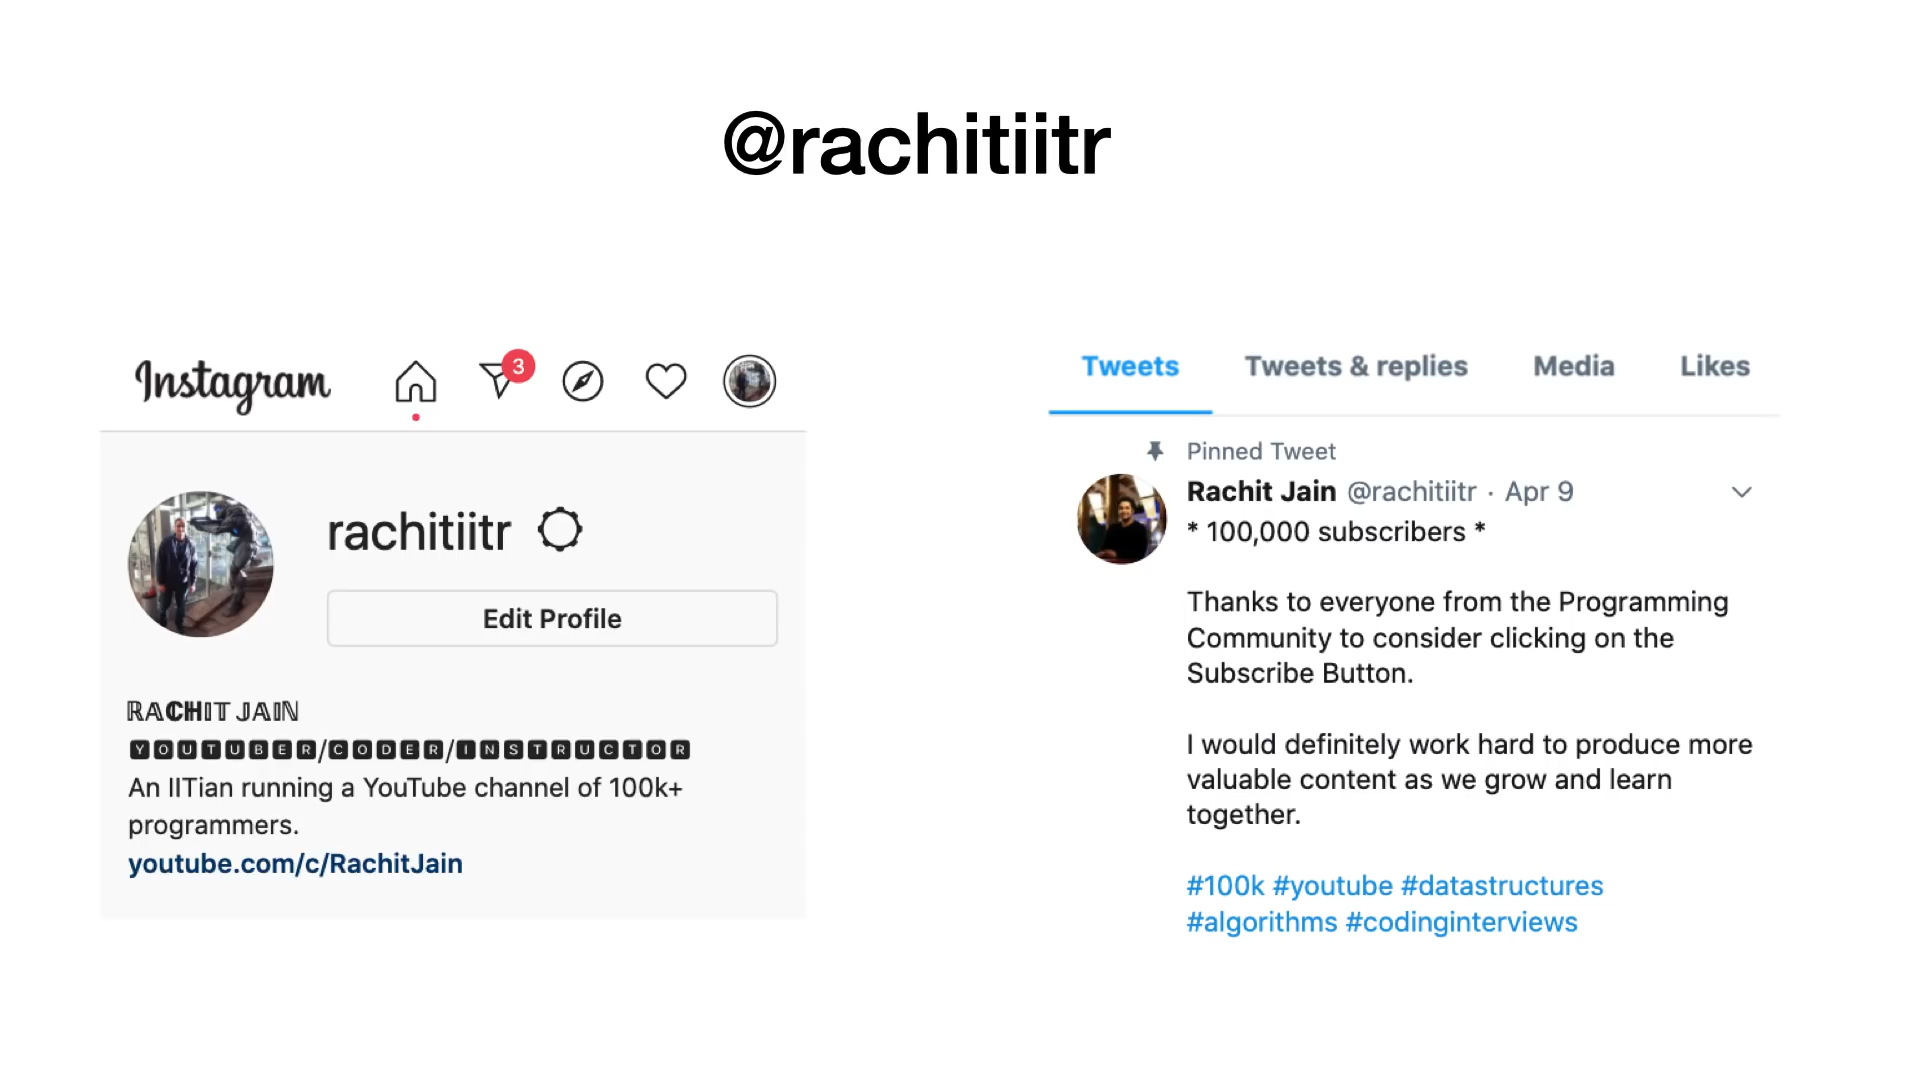 @rachitiitr
Instagram
3
rachitiitr
Edit Profile
ℝ𝔸ℂℍ𝕀𝕋 𝕁𝔸𝕀ℕ
🆈🅾🆄🆃🆄🅱🅴🆁/🅲🅾🅳🅴🆁/🅸🅽🆂🆃🆁🆄🅲🆃🅾🆁
An IITian running a YouTube channel of 100k+
programmers.
youtube.com/c/RachitJain
Tweets Tweets & replies Media Likes
Pinned Tweet
Rachit Jain @rachitiitr · Apr 9
* 100,000 subscribers *
Thanks to everyone from the Programming
Community to consider clicking on the
Subscribe Button.
I would definitely work hard to produce more
valuable content as we grow and learn
together.
#100k #youtube #datastructures
#algorithms #codinginterviews